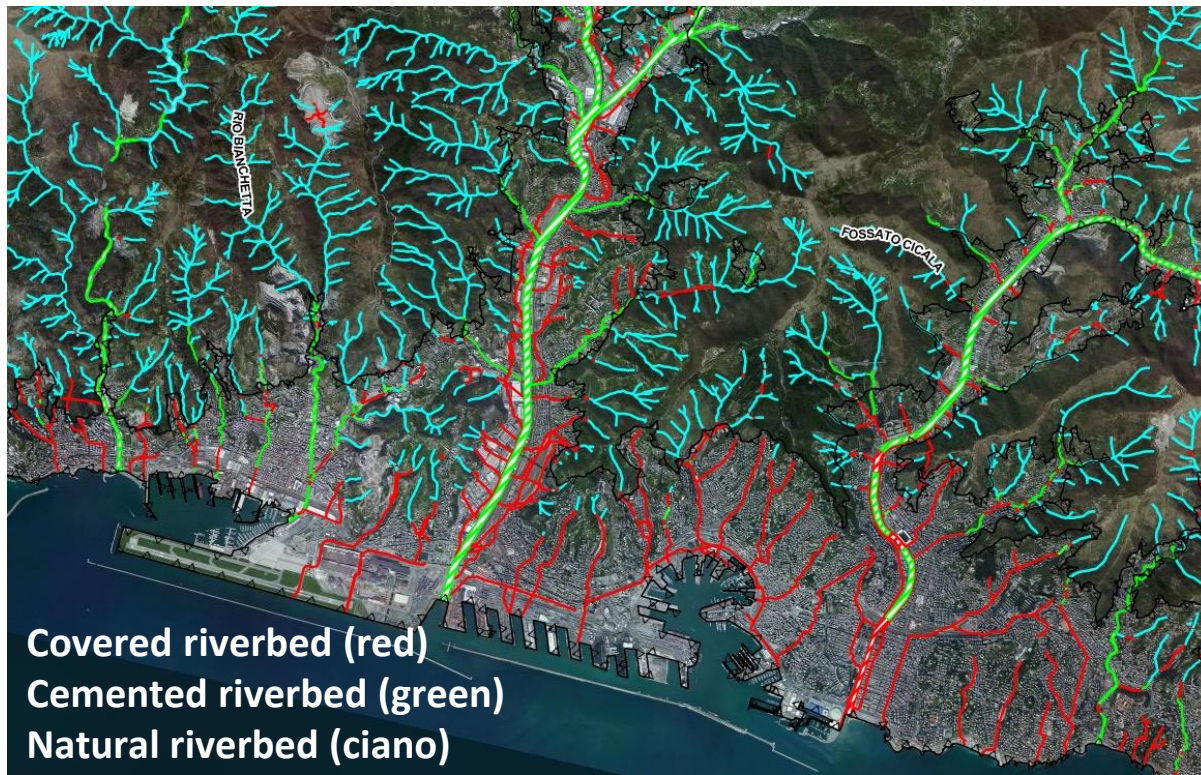 RIO BIANCHETTA
FOSSATO CICALA
Covered riverbed (red)
Cemented riverbed (green)
Natural riverbed (ciano)